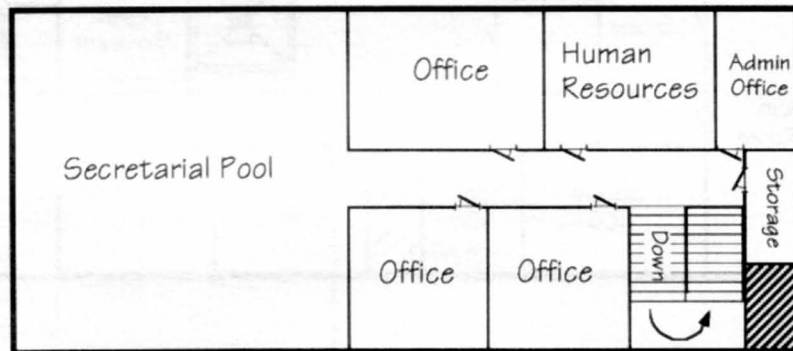 Office
Human
Resources
Admin
Office
Secretarial Pool
Storage
Office
Office
Down